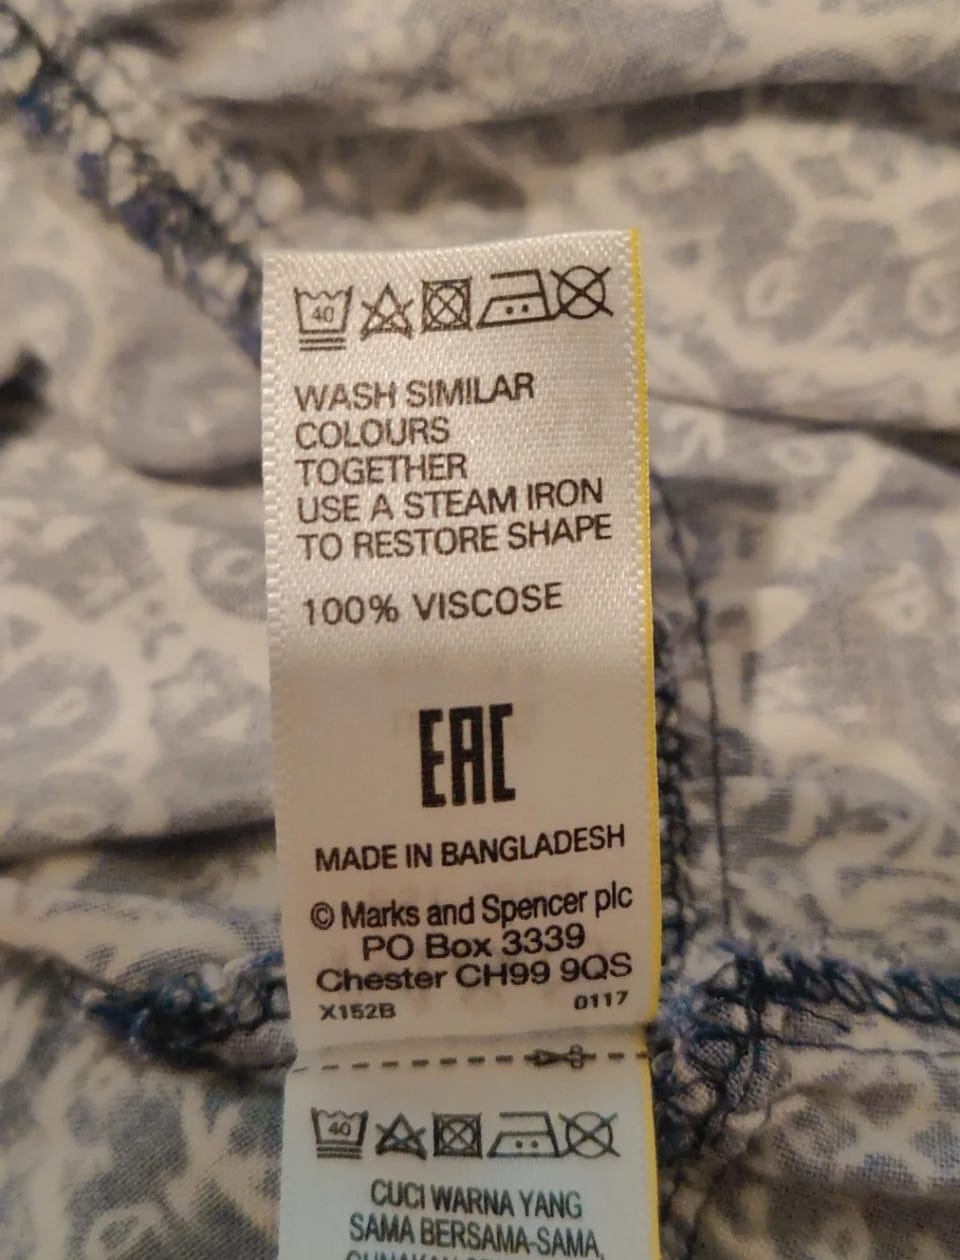 40
WASH SIMILAR
COLOURS
TOGETHER
USE A STEAM IRON
TO RESTORE SHAPE
100% VISCOSE
EAC
MADE IN BANGLADESH
© Marks and Spencer plc
PO Box 3339
Chester CH99 9QS
X152B 0117
40
CUCI WARNA YANG
SAMA BERSAMA-SAMA,